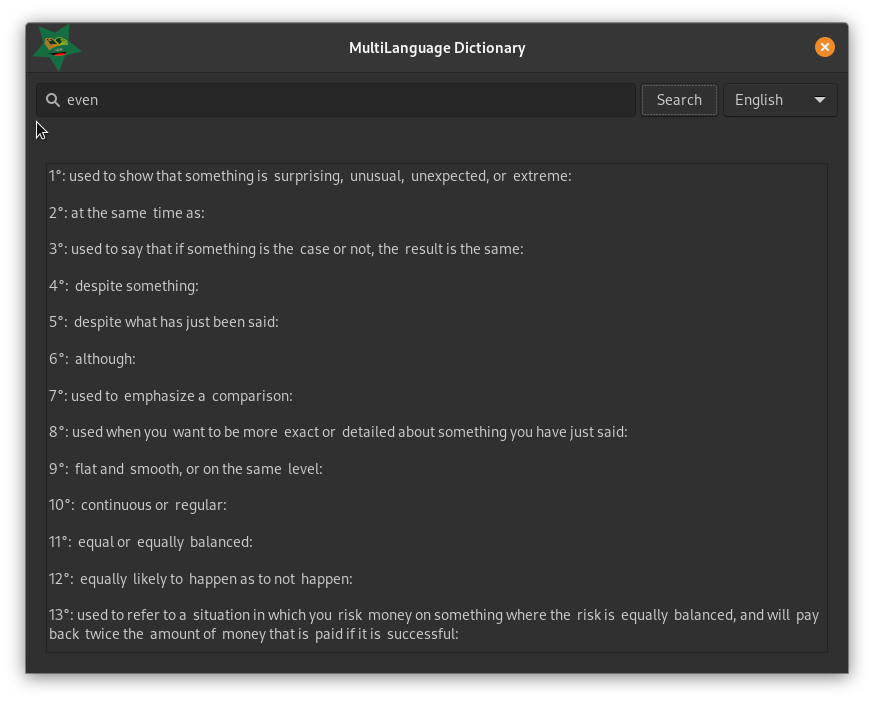 MultiLanguage Dictionary
even
Search
English
1°: used to show that something is surprising, unusual, unexpected, or extreme:
2°: at the same time as:
3°: used to say that if something is the case or not, the result is the same:
4°: despite something:
5°: despite what has just been said:
6°: although:
7°: used to emphasize a comparison:
8°: used when you want to be more exact or detailed about something you have just said:
9°: flat and smooth, or on the same level:
10°: continuous or regular:
11°: equal or equally balanced:
12°: equally likely to happen as to not happen:
13°: used to refer to a situation in which you risk money on something where the risk is equally balanced, and will pay
back twice the amount of money that is paid if it is successful: